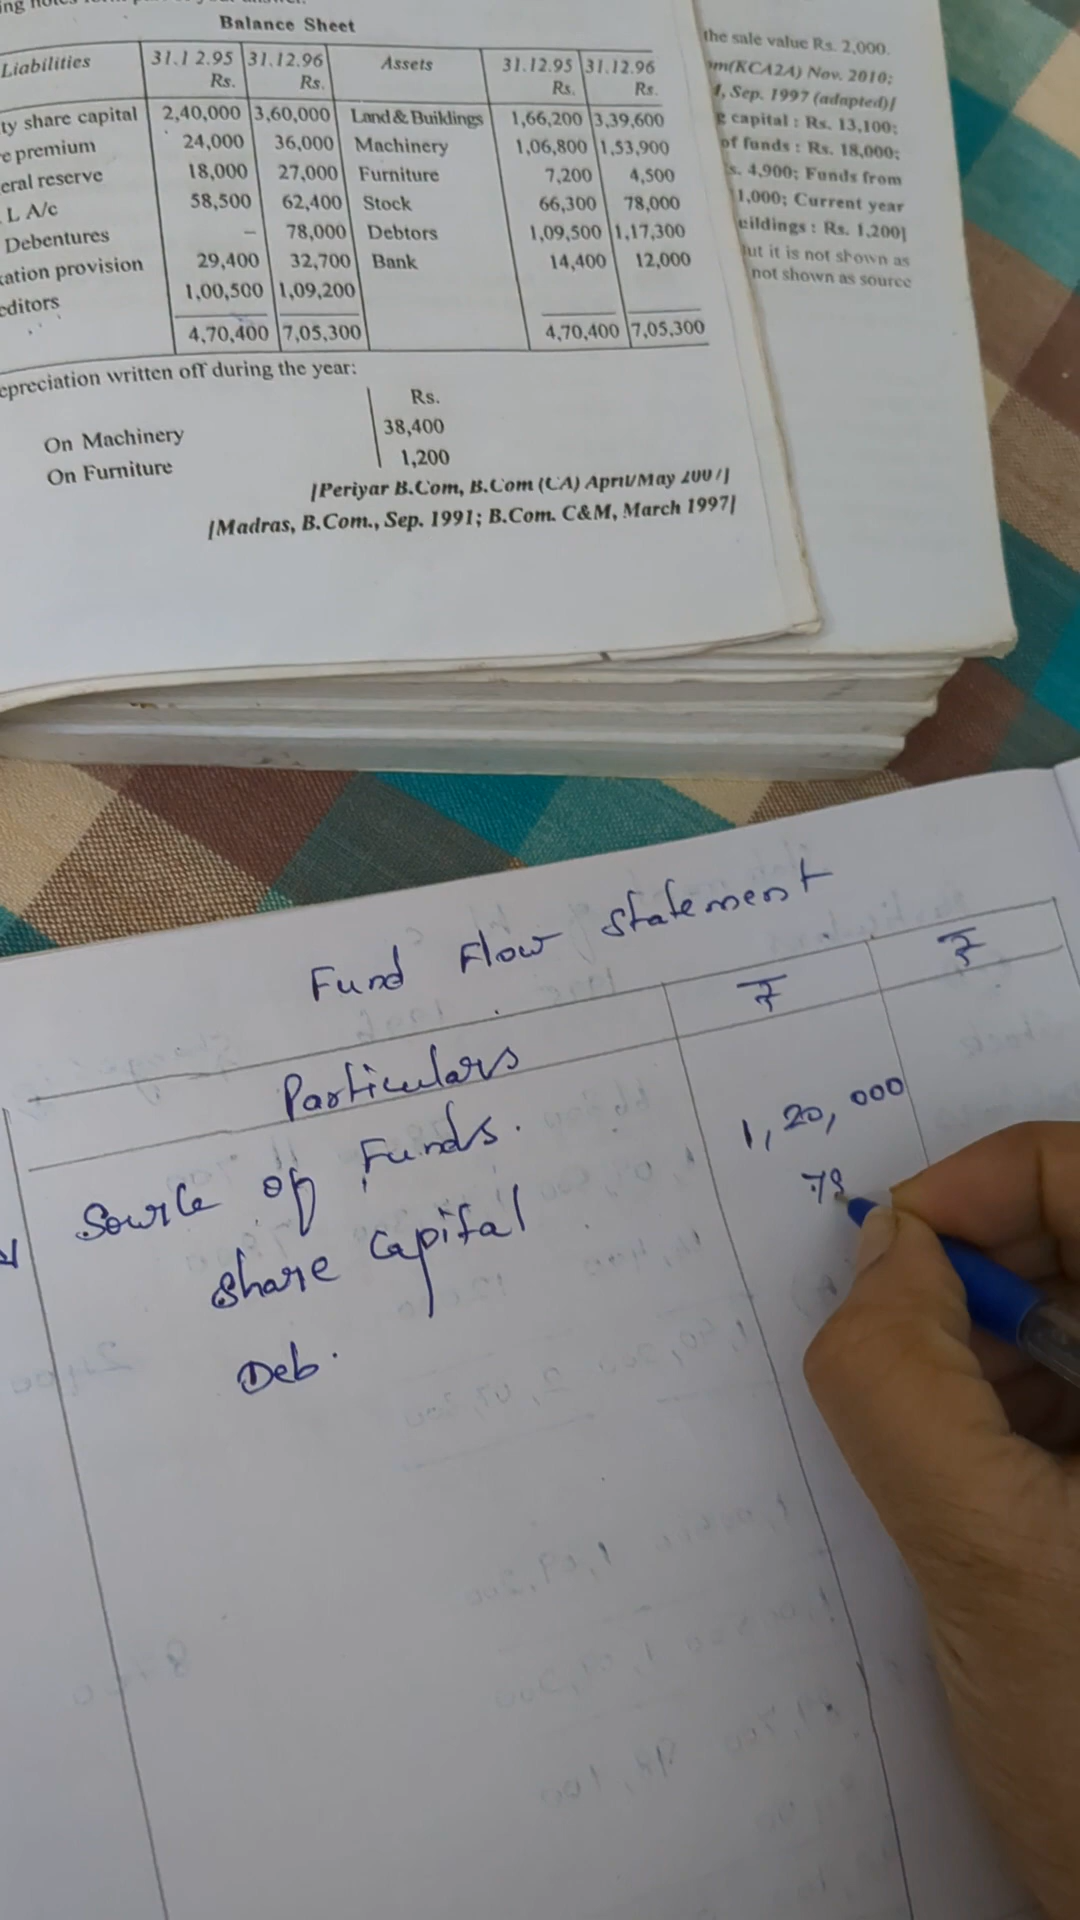 Balance Sheet
Liabilities 31.1 2.95 31.12.96 Assets 31.12.95 31.12.96
Rs. Rs. Rs. Rs.
ty share capital 2,40,000 3,60,000 Land & Buildings 1,66,200 3,39,600
e premium 24,000 36,000 Machinery 1,06,800 1,53,900
eral reserve 18,000 27,000 Furniture 7,200 4,500
L A/c 58,500 62,400 Stock 66,300 78,000
Debentures – 78,000 Debtors 1,09,500 1,17,300
ation provision 29,400 32,700 Bank 14,400 12,000
editors 1,00,500 1,09,200
4,70,400 7,05,300 4,70,400 7,05,300
epreciation written off during the year:
Rs.
On Machinery 38,400
On Furniture 1,200
[Periyar B.Com, B.Com (CA) April/May 2007]
[Madras, B.Com., Sep. 1991; B.Com. C&M, March 1997]
the sale value Rs. 2,000.
om(KCA2A) Nov. 2010;
, Sep. 1997 (adapted)]
g capital : Rs. 13,100;
of funds : Rs. 18,000;
s. 4,900; Funds from
1,000; Current year
uildings : Rs. 1,200]
ut it is not shown as
not shown as source
Fund Flow Statement
Particulars ₹ ₹
Source of Funds.
Share Capital 1,20,000
Deb. 78